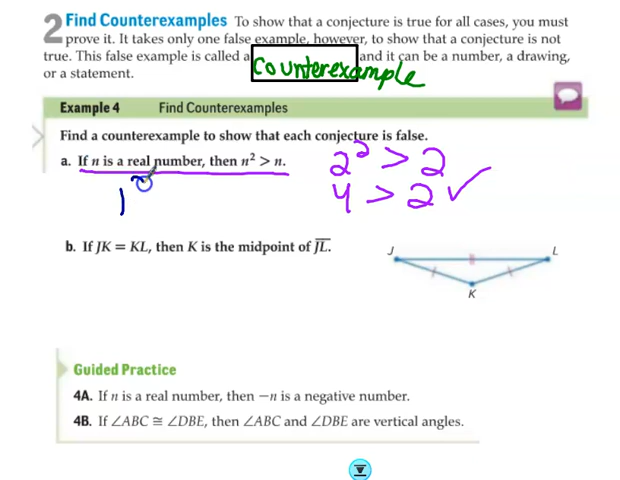 2 Find Counterexamples To show that a conjecture is true for all cases, you must
prove it. It takes only one false example, however, to show that a conjecture is not
true. This false example is called a counterexample and it can be a number, a drawing,
or a statement.
Example 4 Find Counterexamples
Find a counterexample to show that each conjecture is false.
a. If n is a real number, then n² > n.
2² > 2
4 > 2 ✓
1²
b. If JK = KL, then K is the midpoint of J̅L̅.
J
L
K
Guided Practice
4A. If n is a real number, then −n is a negative number.
4B. If ∠ABC ≅ ∠DBE, then ∠ABC and ∠DBE are vertical angles.